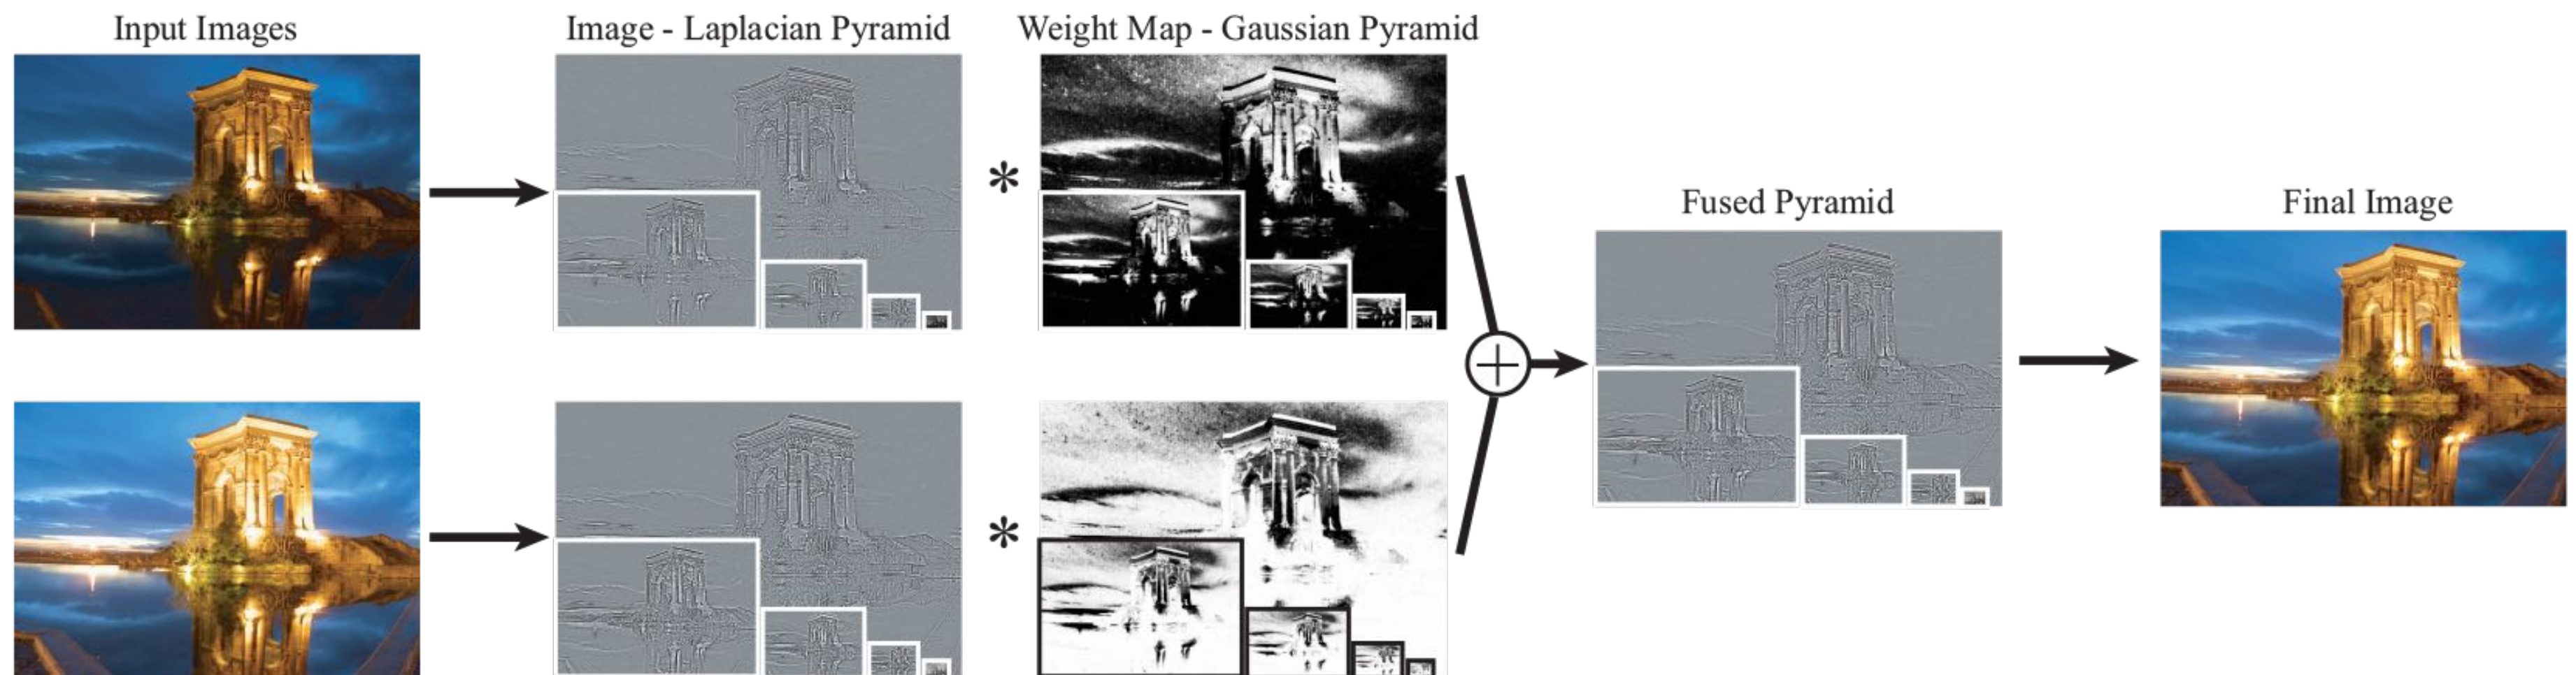 Input Images
Image - Laplacian Pyramid
Weight Map - Gaussian Pyramid
*
*
+
Fused Pyramid
Final Image